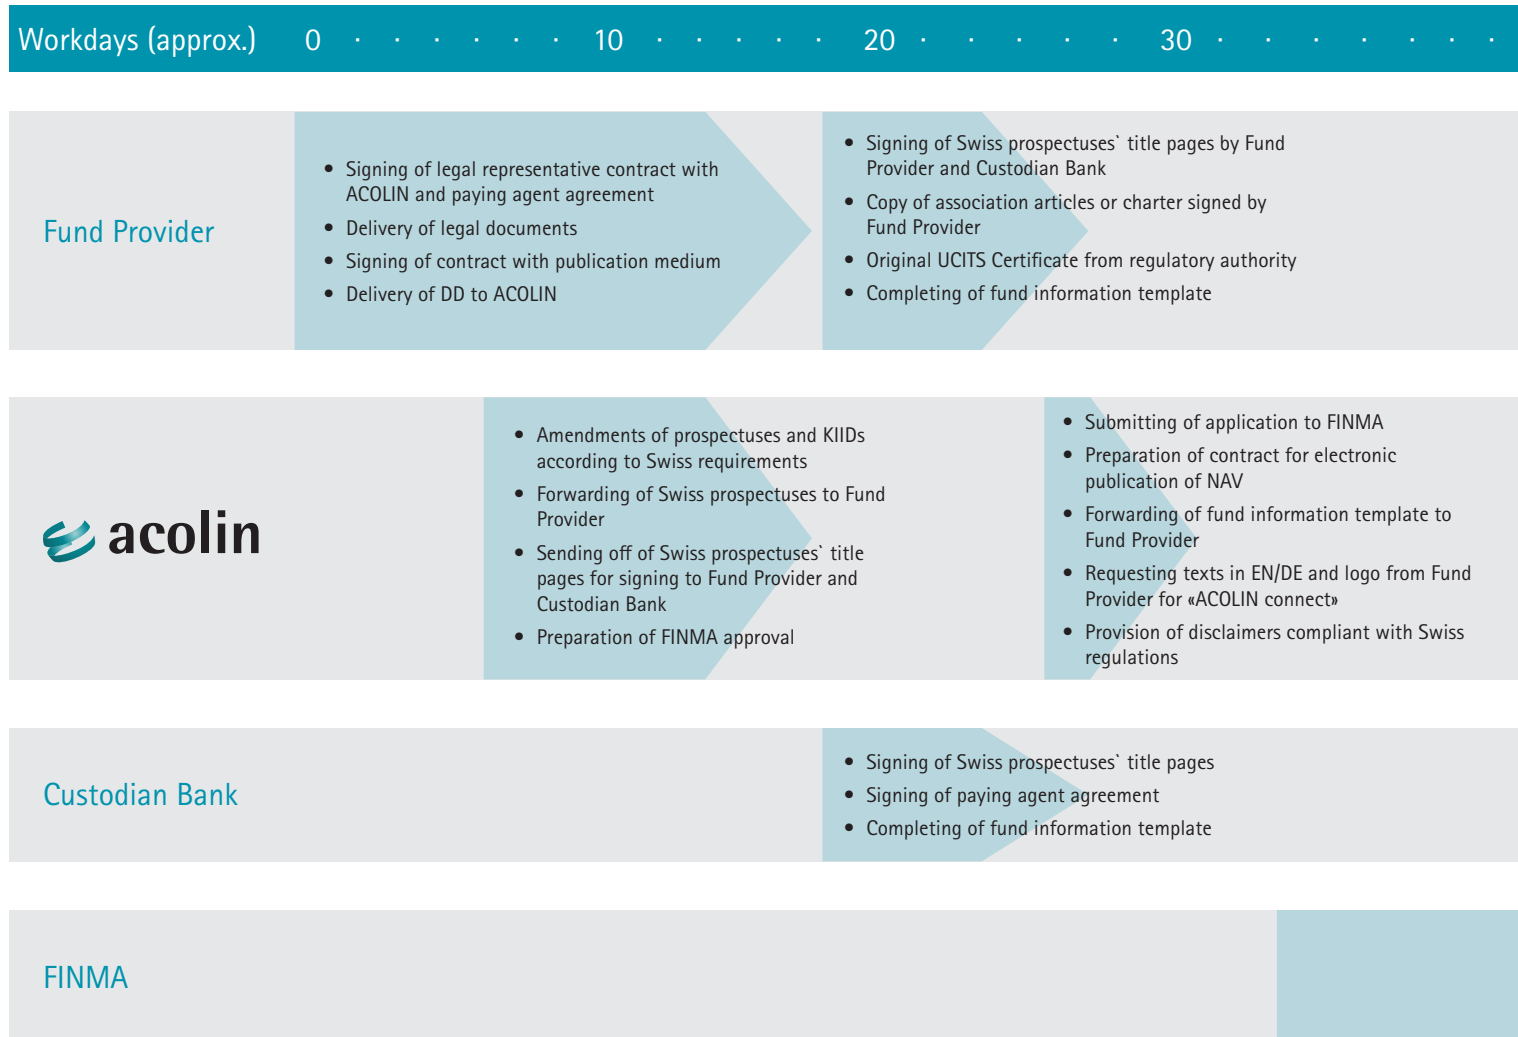 Workdays (approx.) 0 · · · · · · 10 · · · · · 20 · · · · · 30 · · · · · · ·
Fund Provider
• Signing of legal representative contract with
ACOLIN and paying agent agreement
• Delivery of legal documents
• Signing of contract with publication medium
• Delivery of DD to ACOLIN
• Signing of Swiss prospectuses` title pages by Fund
Provider and Custodian Bank
• Copy of association articles or charter signed by
Fund Provider
• Original UCITS Certificate from regulatory authority
• Completing of fund information template
acolin
• Amendments of prospectuses and KIIDs
according to Swiss requirements
• Forwarding of Swiss prospectuses to Fund
Provider
• Sending off of Swiss prospectuses` title
pages for signing to Fund Provider and
Custodian Bank
• Preparation of FINMA approval
• Submitting of application to FINMA
• Preparation of contract for electronic
publication of NAV
• Forwarding of fund information template to
Fund Provider
• Requesting texts in EN/DE and logo from Fund
Provider for «ACOLIN connect»
• Provision of disclaimers compliant with Swiss
regulations
Custodian Bank
• Signing of Swiss prospectuses` title pages
• Signing of paying agent agreement
• Completing of fund information template
FINMA